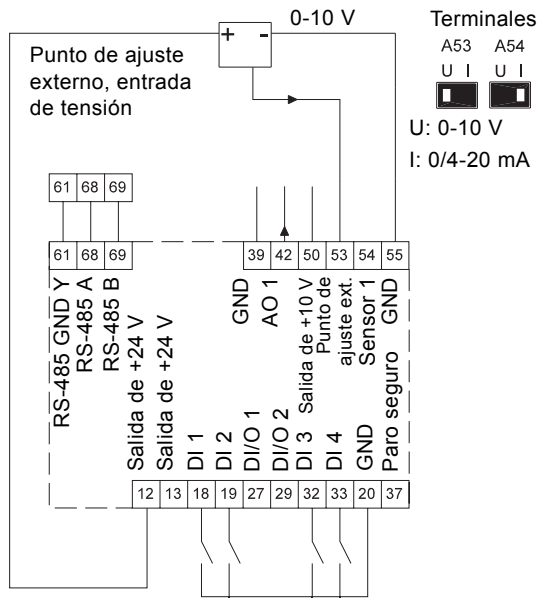 0-10 V
+ -
Punto de ajuste
externo, entrada
de tensión
Terminales
A53 A54
U I U I
U: 0-10 V
I: 0/4-20 mA
61 68 69
61 68 69
39 42 50 53 54 55
RS-485 GND Y
RS-485 A
RS-485 B
GND
AO 1
Salida de +10 V
Punto de
ajuste ext.
Sensor 1
GND
Salida de +24 V
Salida de +24 V
DI 1
DI 2
DI/O 1
DI/O 2
DI 3
DI 4
GND
Paro seguro
12 13 18 19 27 29 32 33 20 37